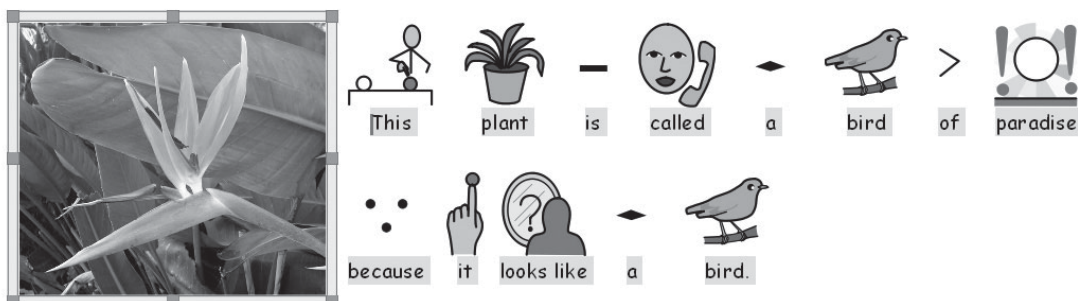 This plant is called a bird of paradise
because it looks like a bird.